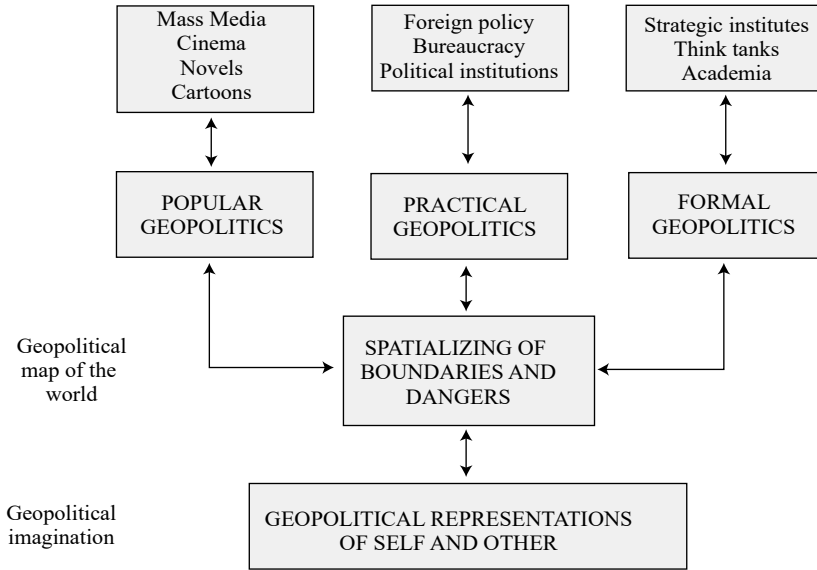 Mass Media
Cinema
Novels
Cartoons
Foreign policy
Bureaucracy
Political institutions
Strategic institutes
Think tanks
Academia
POPULAR
GEOPOLITICS
PRACTICAL
GEOPOLITICS
FORMAL
GEOPOLITICS
Geopolitical
map of the
world
SPATIALIZING OF
BOUNDARIES AND
DANGERS
Geopolitical
imagination
GEOPOLITICAL REPRESENTATIONS
OF SELF AND OTHER